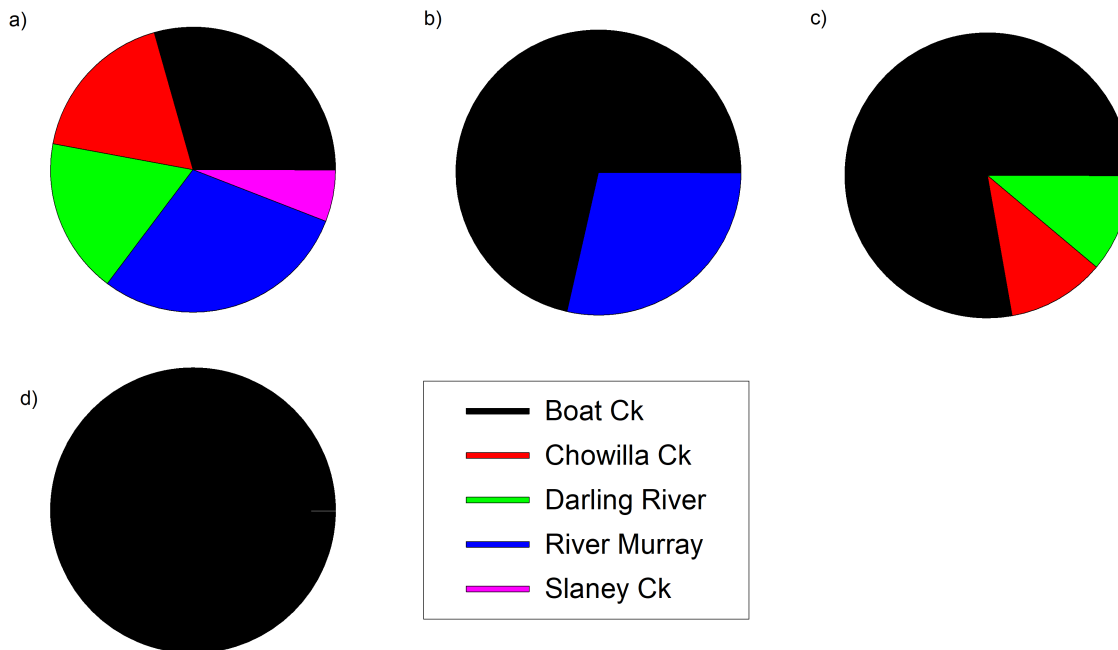 a)
b)
c)
d)
Boat Ck
Chowilla Ck
Darling River
River Murray
Slaney Ck